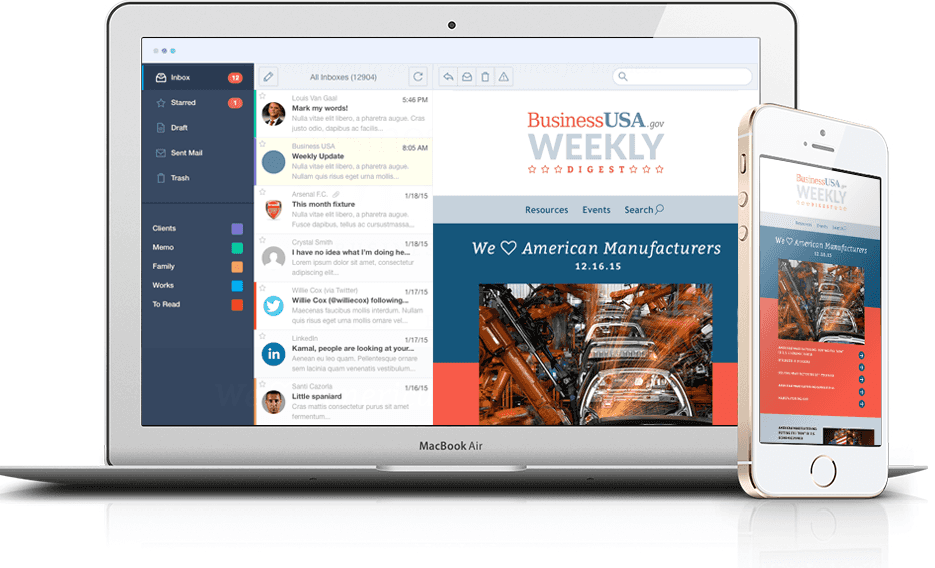 Inbox
12
Starred
1
Draft
Sent Mail
Trash
Clients
Memo
Family
Works
To Read
All Inboxes (12904)
Louis Van Gaal
5:46 PM
Mark my words!
Nulla vitae elit libero, a pharetra augue. Cras
justo odio, dapibus ac facilis...
Business USA
8:05 AM
Weekly Update
Nulla vitae elit libero, a pharetra augue.
Nullam quis risus eget urna mollis...
Arsenal F.C.
1/18/15
This month fixture
Nulla vitae elit libero, a pharetra augue.
Fusce dapibus, tellus ac cursustmassa...
Crystal Smith
1/18/15
I have no idea what I'm doing he...
Lorem ipsum dolor sit amet, consectetur
adipiscing elit...
Willie Cox (via Twitter)
1/17/15
Willie Cox (@williecox) following...
Maecenas faucibus mollis interdum.
Nullam quis risus eget urna mollis ornare vel...
LinkedIn
1/17/15
Kamal, people are looking at your...
Aenean eu leo quam. Pellentesque ornare
sem lacinia quam venenatis vestibulum...
Santi Cazorla
1/16/15
Little spaniard
Cras mattis consectetur purus sit amet
fermentum...
BusinessUSA.gov
WEEKLY
DIGEST
Resources
Events
Search
We ♡ American Manufacturers
12.16.15
MacBook Air
BusinessUSA.gov
WEEKLY
DIGEST
Resources
Events
Search
We ♡ American Manufacturers
12.16.15